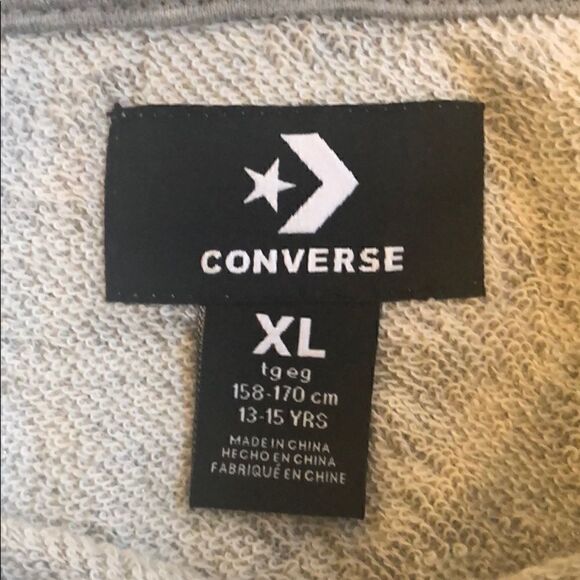 CONVERSE
XL
tg eg
158-170 cm
13-15 YRS
MADE IN CHINA
HECHO EN CHINA
FABRIQUÉ EN CHINE